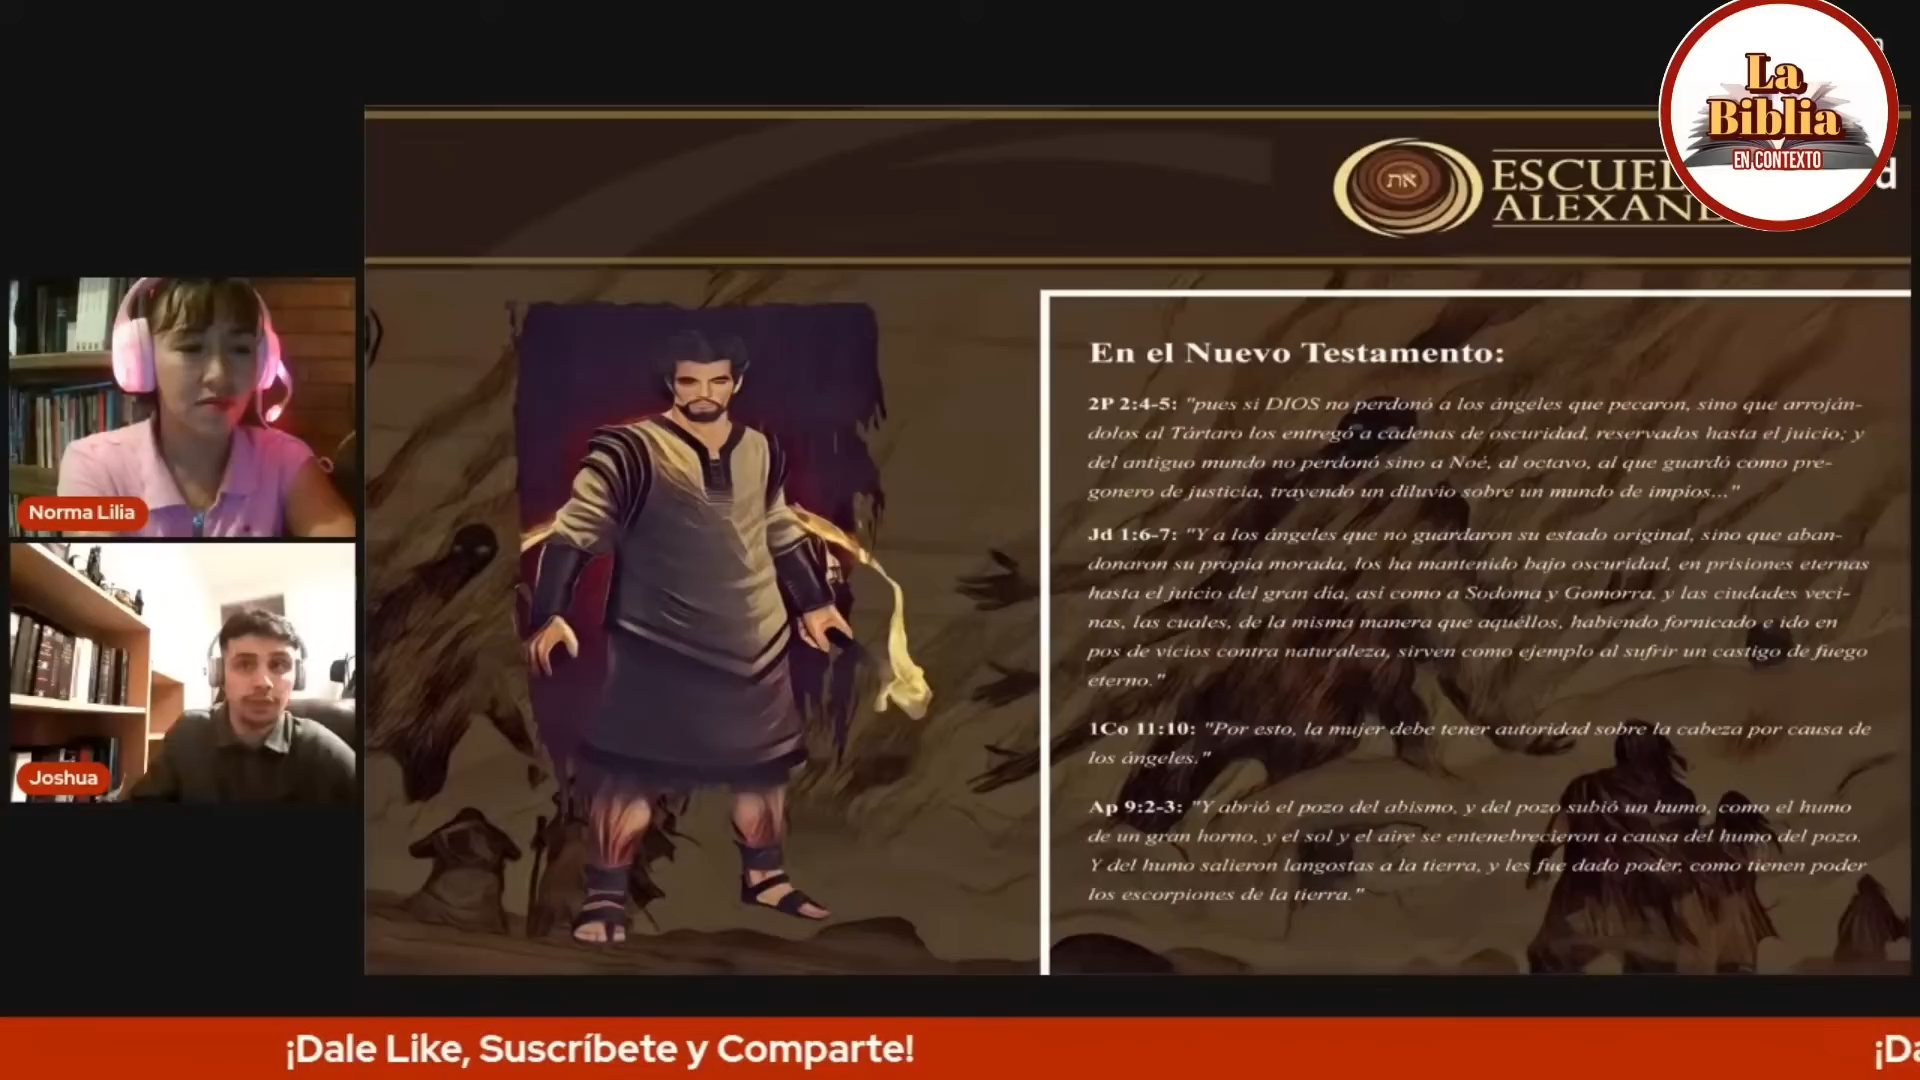 La
Biblia
EN CONTEXTO
את
ESCUEL
ALEXAN
d
En el Nuevo Testamento:
2P 2:4-5: "pues si DIOS no perdonó a los ángeles que pecaron, sino que arroján-
dolos al Tártaro los entregó a cadenas de oscuridad, reservados hasta el juicio; y
del antiguo mundo no perdonó sino a Noé, al octavo, al que guardó como pre-
gonero de justicia, trayendo un diluvio sobre un mundo de impíos..."
Jd 1:6-7: "Y a los ángeles que no guardaron su estado original, sino que aban-
donaron su propia morada, los ha mantenido bajo oscuridad, en prisiones eternas
hasta el juicio del gran día, así como a Sodoma y Gomorra, y las ciudades veci-
nas, las cuales, de la misma manera que aquéllos, habiendo fornicado e ido en
pos de vicios contra naturaleza, sirven como ejemplo al sufrir un castigo de fuego
eterno."
1Co 11:10: "Por esto, la mujer debe tener autoridad sobre la cabeza por causa de
los ángeles."
Ap 9:2-3: "Y abrió el pozo del abismo, y del pozo subió un humo, como el humo
de un gran horno, y el sol y el aire se entenebrecieron a causa del humo del pozo.
Y del humo salieron langostas a la tierra, y les fue dado poder, como tienen poder
los escorpiones de la tierra."
Norma Lilia
Joshua
¡Dale Like, Suscríbete y Comparte!
¡Da